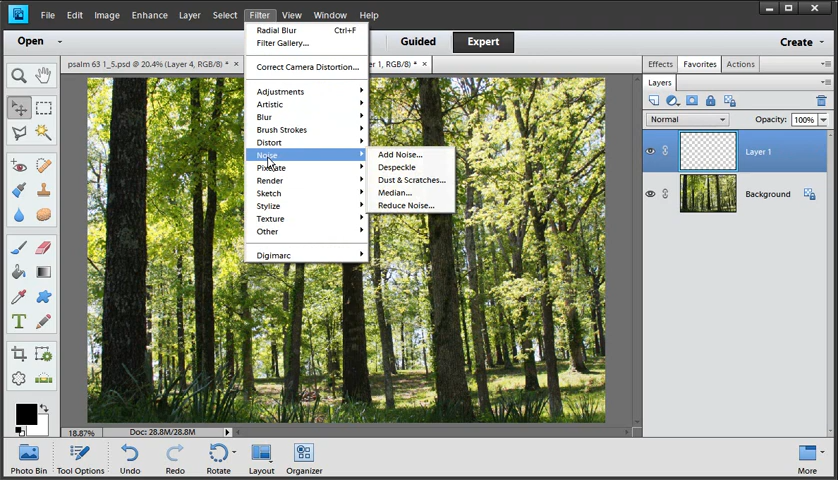 File Edit Image Enhance Layer Select Filter View Window Help
Open
Guided
Expert
Create
psalm 63 1_5.psd @ 20.4% (Layer 4, RGB/8) * ×
er 1, RGB/8) * ×
Radial Blur Ctrl+F
Filter Gallery...
Correct Camera Distortion...
Adjustments
Artistic
Blur
Brush Strokes
Distort
Noise
Pixelate
Render
Sketch
Stylize
Texture
Other
Digimarc
Add Noise...
Despeckle
Dust & Scratches...
Median...
Reduce Noise...
Effects Favorites Actions
Layers
Normal Opacity: 100%
Layer 1
Background
18.87% Doc: 28.8M/28.8M
Photo Bin Tool Options Undo Redo Rotate Layout Organizer More